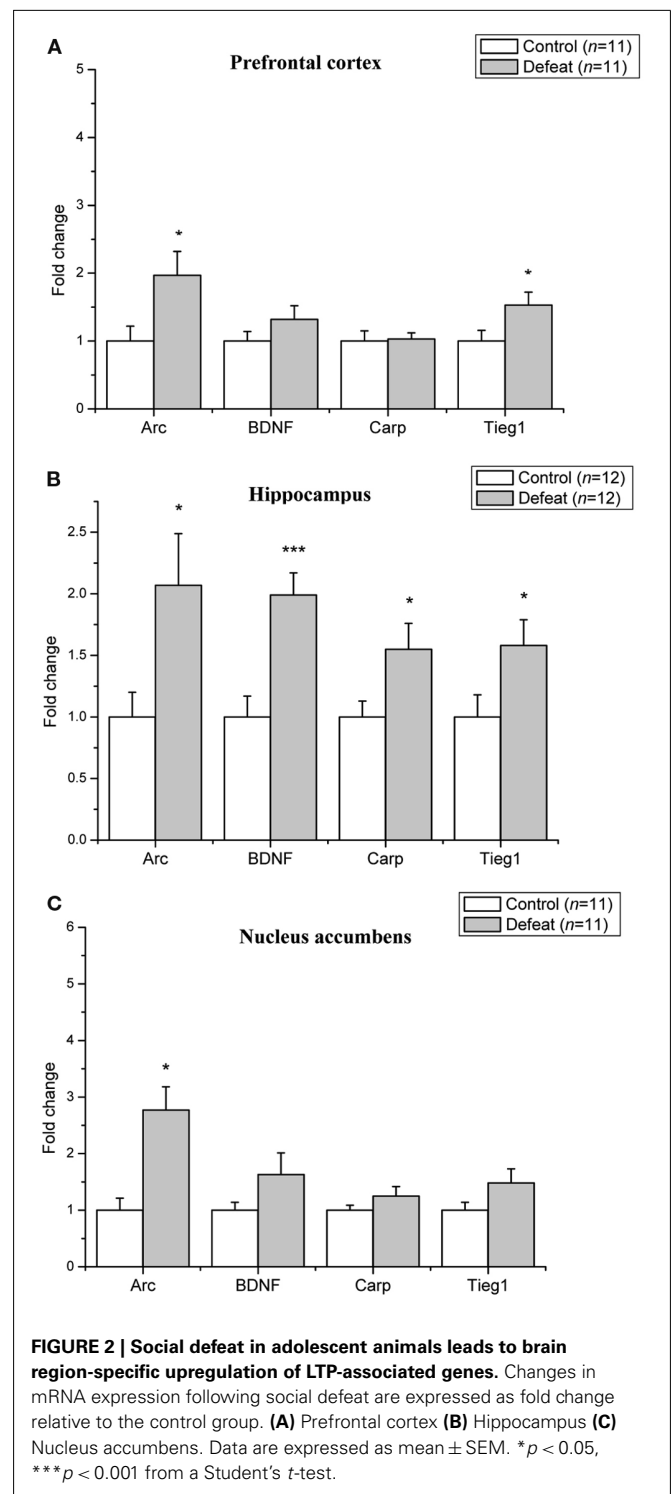 A
Prefrontal cortex
Control (n=11)
Defeat (n=11)
5
4
3
2
1
0
Fold change
*
*
Arc
BDNF
Carp
Tieg1
B
Hippocampus
Control (n=12)
Defeat (n=12)
2.5
2.0
1.5
1.0
0.5
0.0
Fold change
*
***
*
*
Arc
BDNF
Carp
Tieg1
C
Nucleus accumbens
Control (n=11)
Defeat (n=11)
6
5
4
3
2
1
0
Fold change
*
Arc
BDNF
Carp
Tieg1
FIGURE 2 | Social defeat in adolescent animals leads to brain
region-specific upregulation of LTP-associated genes. Changes in
mRNA expression following social defeat are expressed as fold change
relative to the control group. (A) Prefrontal cortex (B) Hippocampus (C)
Nucleus accumbens. Data are expressed as mean ± SEM. *p < 0.05,
***p < 0.001 from a Student's t-test.